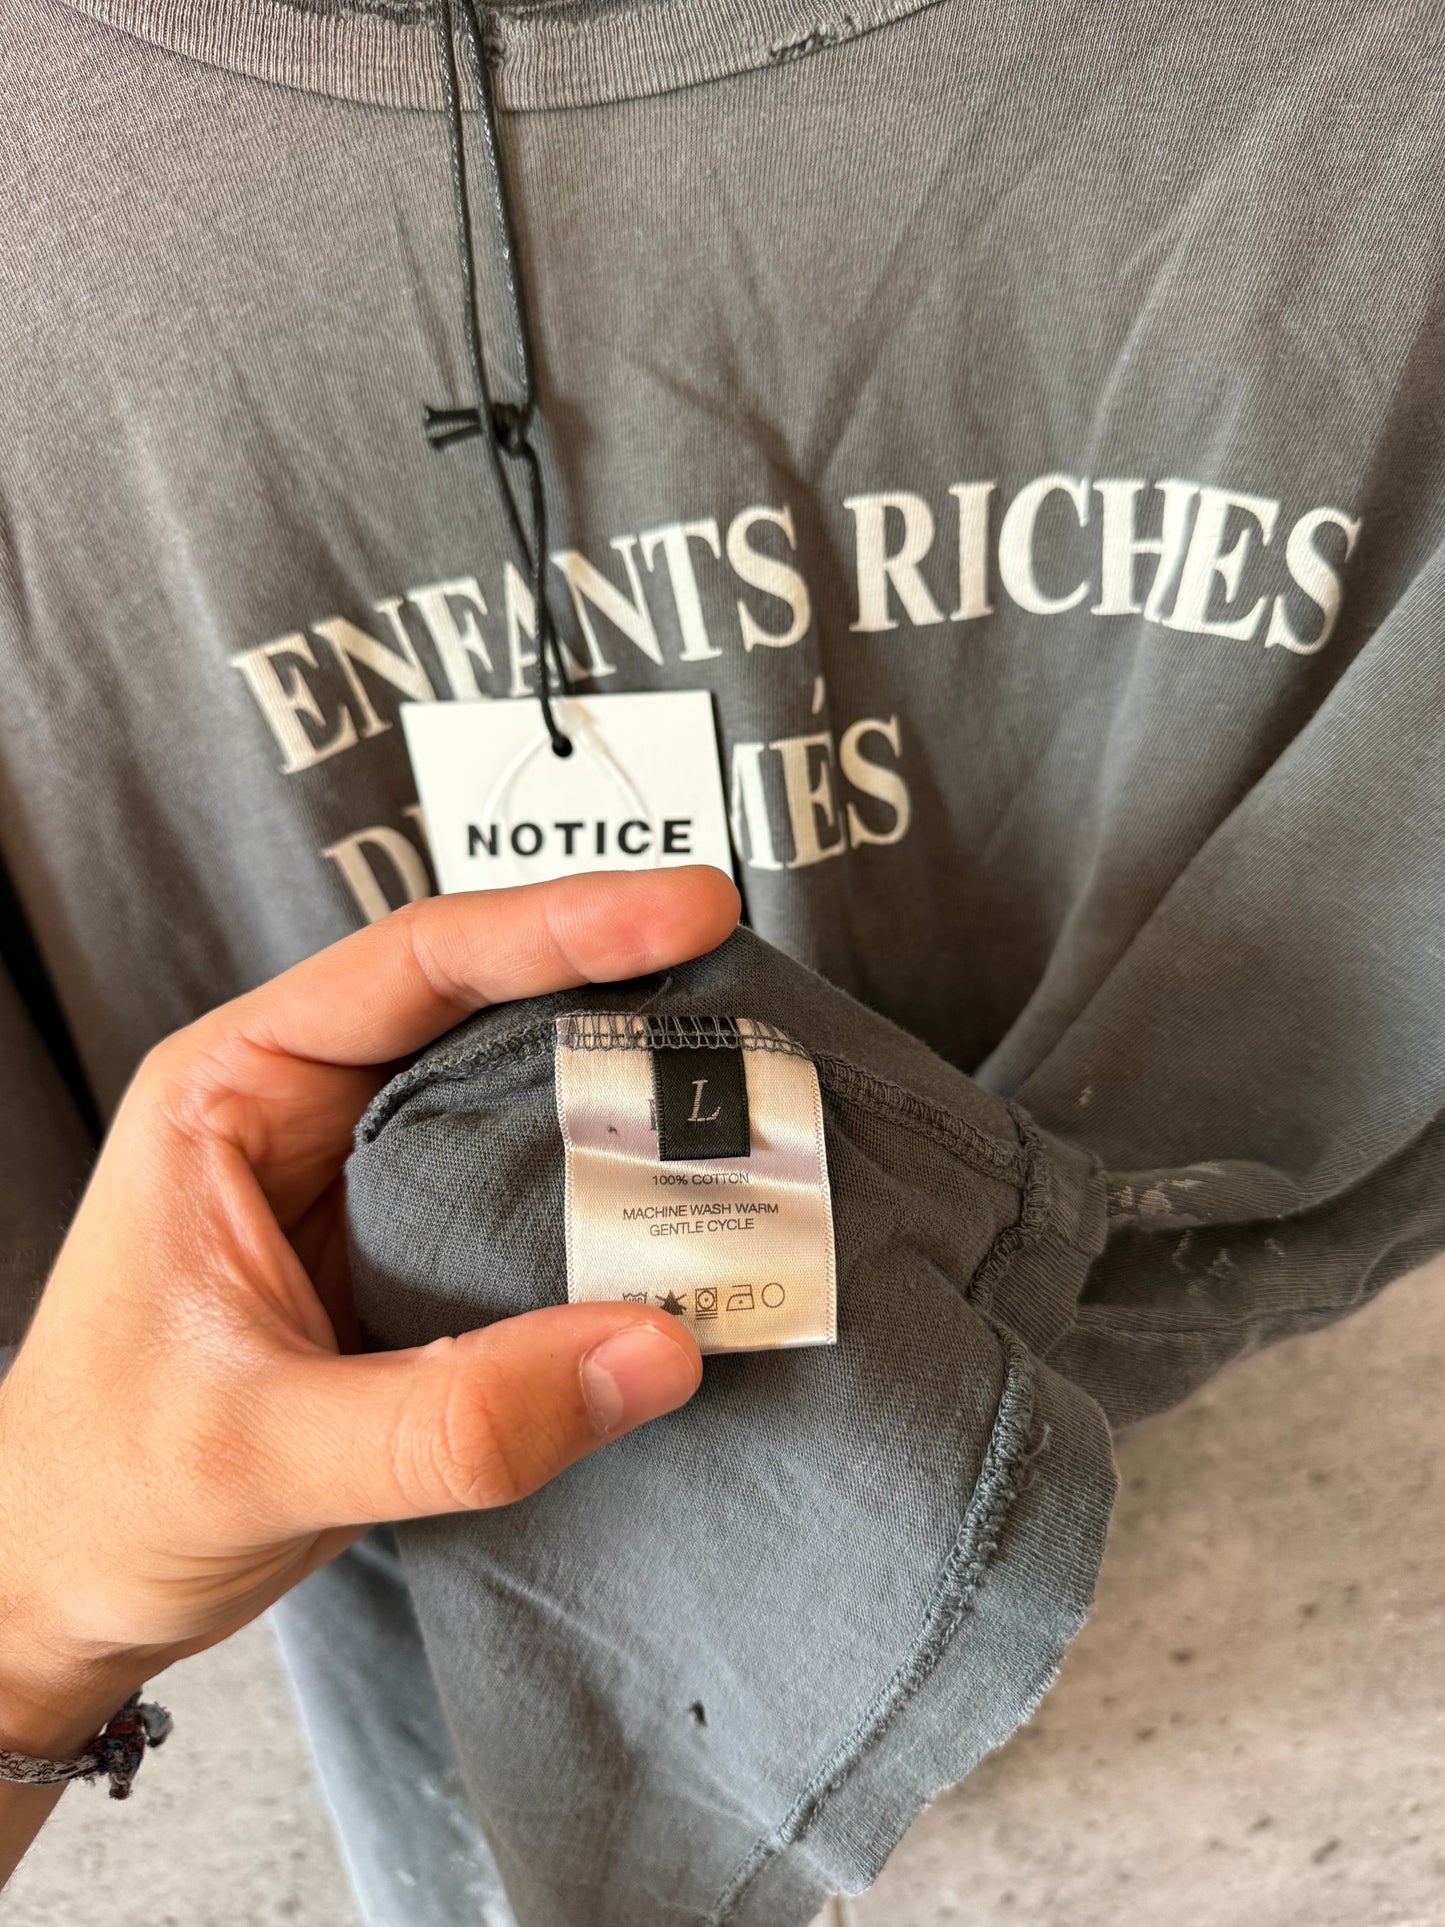 ENFANTS RICHES
NOTICE
L
100% COTTON
MACHINE WASH WARM
GENTLE CYCLE